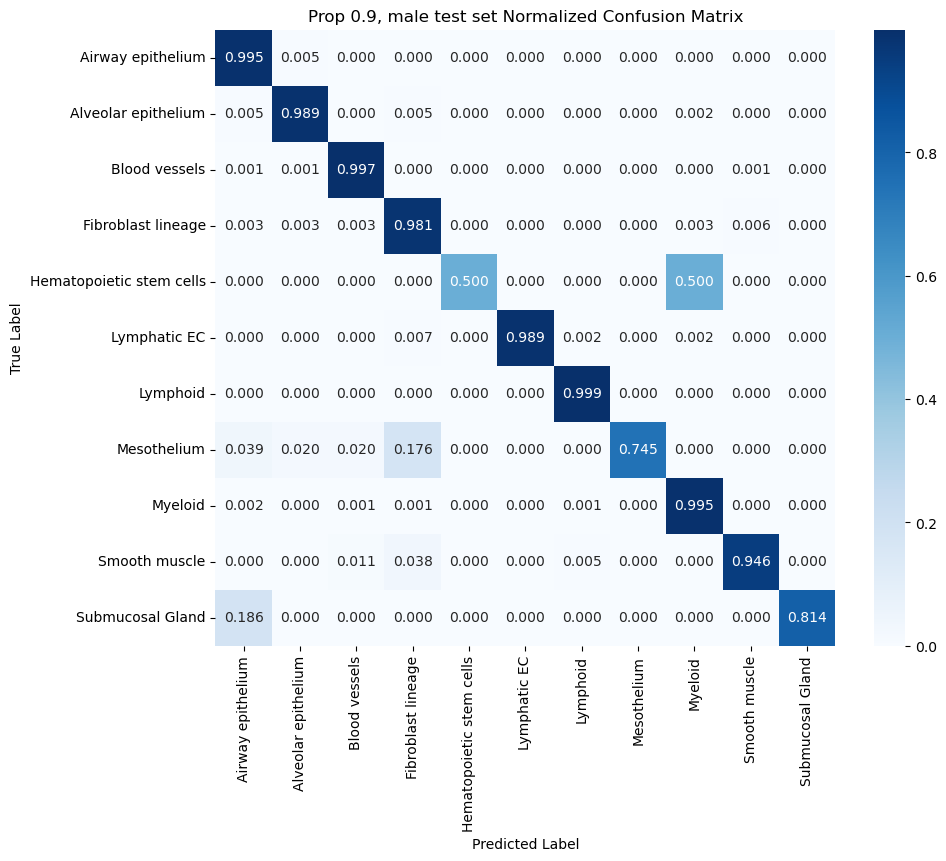 Prop 0.9, male test set Normalized Confusion Matrix
Airway epithelium 0.995 0.005 0.000 0.000 0.000 0.000 0.000 0.000 0.000 0.000 0.000
Alveolar epithelium 0.005 0.989 0.000 0.005 0.000 0.000 0.000 0.000 0.002 0.000 0.000
Blood vessels 0.001 0.001 0.997 0.000 0.000 0.000 0.000 0.000 0.000 0.001 0.000
Fibroblast lineage 0.003 0.003 0.003 0.981 0.000 0.000 0.000 0.000 0.003 0.006 0.000
Hematopoietic stem cells 0.000 0.000 0.000 0.000 0.500 0.000 0.000 0.000 0.500 0.000 0.000
Lymphatic EC 0.000 0.000 0.000 0.007 0.000 0.989 0.002 0.000 0.002 0.000 0.000
Lymphoid 0.000 0.000 0.000 0.000 0.000 0.000 0.999 0.000 0.000 0.000 0.000
Mesothelium 0.039 0.020 0.020 0.176 0.000 0.000 0.000 0.745 0.000 0.000 0.000
Myeloid 0.002 0.000 0.001 0.001 0.000 0.000 0.001 0.000 0.995 0.000 0.000
Smooth muscle 0.000 0.000 0.011 0.038 0.000 0.000 0.005 0.000 0.000 0.946 0.000
Submucosal Gland 0.186 0.000 0.000 0.000 0.000 0.000 0.000 0.000 0.000 0.000 0.814
True Label
Airway epithelium
Alveolar epithelium
Blood vessels
Fibroblast lineage
Hematopoietic stem cells
Lymphatic EC
Lymphoid
Mesothelium
Myeloid
Smooth muscle
Submucosal Gland
Predicted Label
0.8
0.6
0.4
0.2
0.0